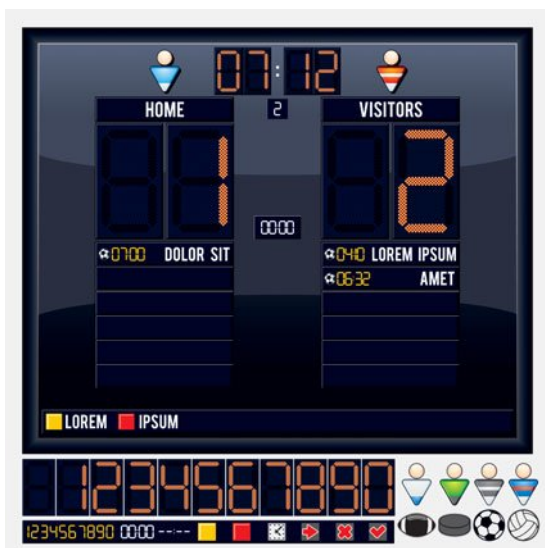 07:12
HOME 2 VISITORS
1 2
00:00
07:00 DOLOR SIT
04:10 LOREM IPSUM
06:32 AMET
LOREM IPSUM
1234567890
1234567890 00:00 --:--